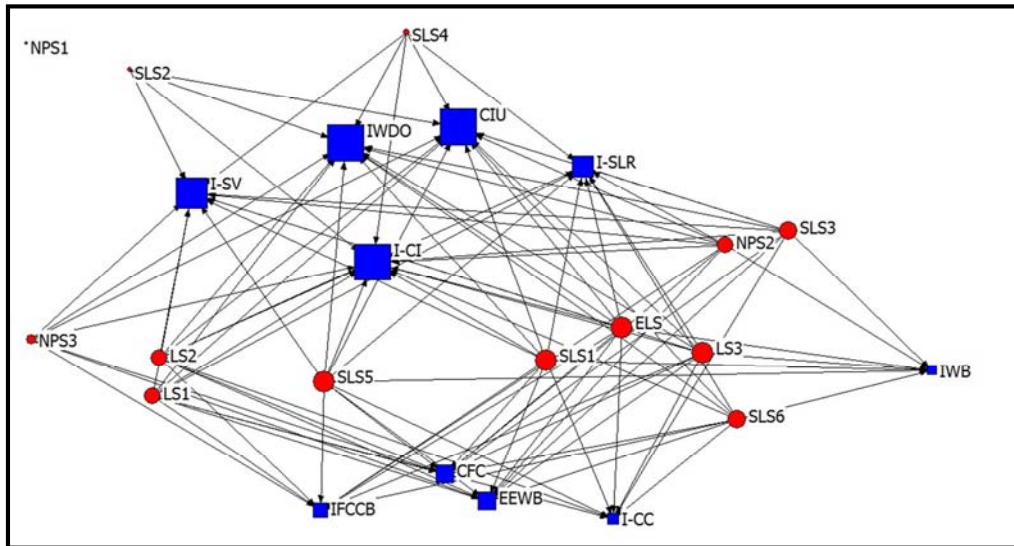 SLS4
NPS1
SLS2
CIU
IWDO
I-SLR
I-SV
SLS3
NPS2
I-CI
ELS
NPS3
LS3
LS2
SLS1
IWB
SLS5
LS1
SLS6
CFC
EEWB
IFCCB
I-CC